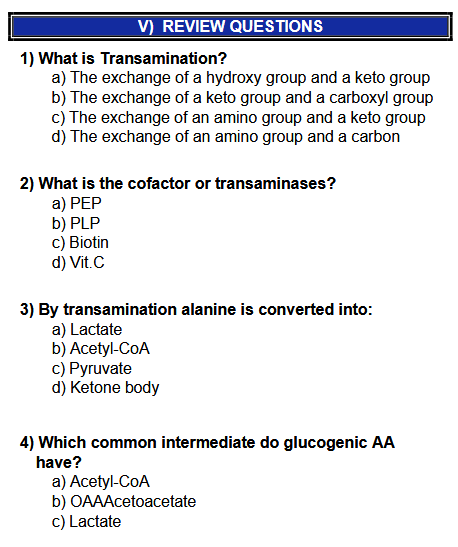 V) REVIEW QUESTIONS
1) What is Transamination?
a) The exchange of a hydroxy group and a keto group
b) The exchange of a keto group and a carboxyl group
c) The exchange of an amino group and a keto group
d) The exchange of an amino group and a carbon
2) What is the cofactor or transaminases?
a) PEP
b) PLP
c) Biotin
d) Vit.C
3) By transamination alanine is converted into:
a) Lactate
b) Acetyl-CoA
c) Pyruvate
d) Ketone body
4) Which common intermediate do glucogenic AA
have?
a) Acetyl-CoA
b) OAAAcetoacetate
c) Lactate